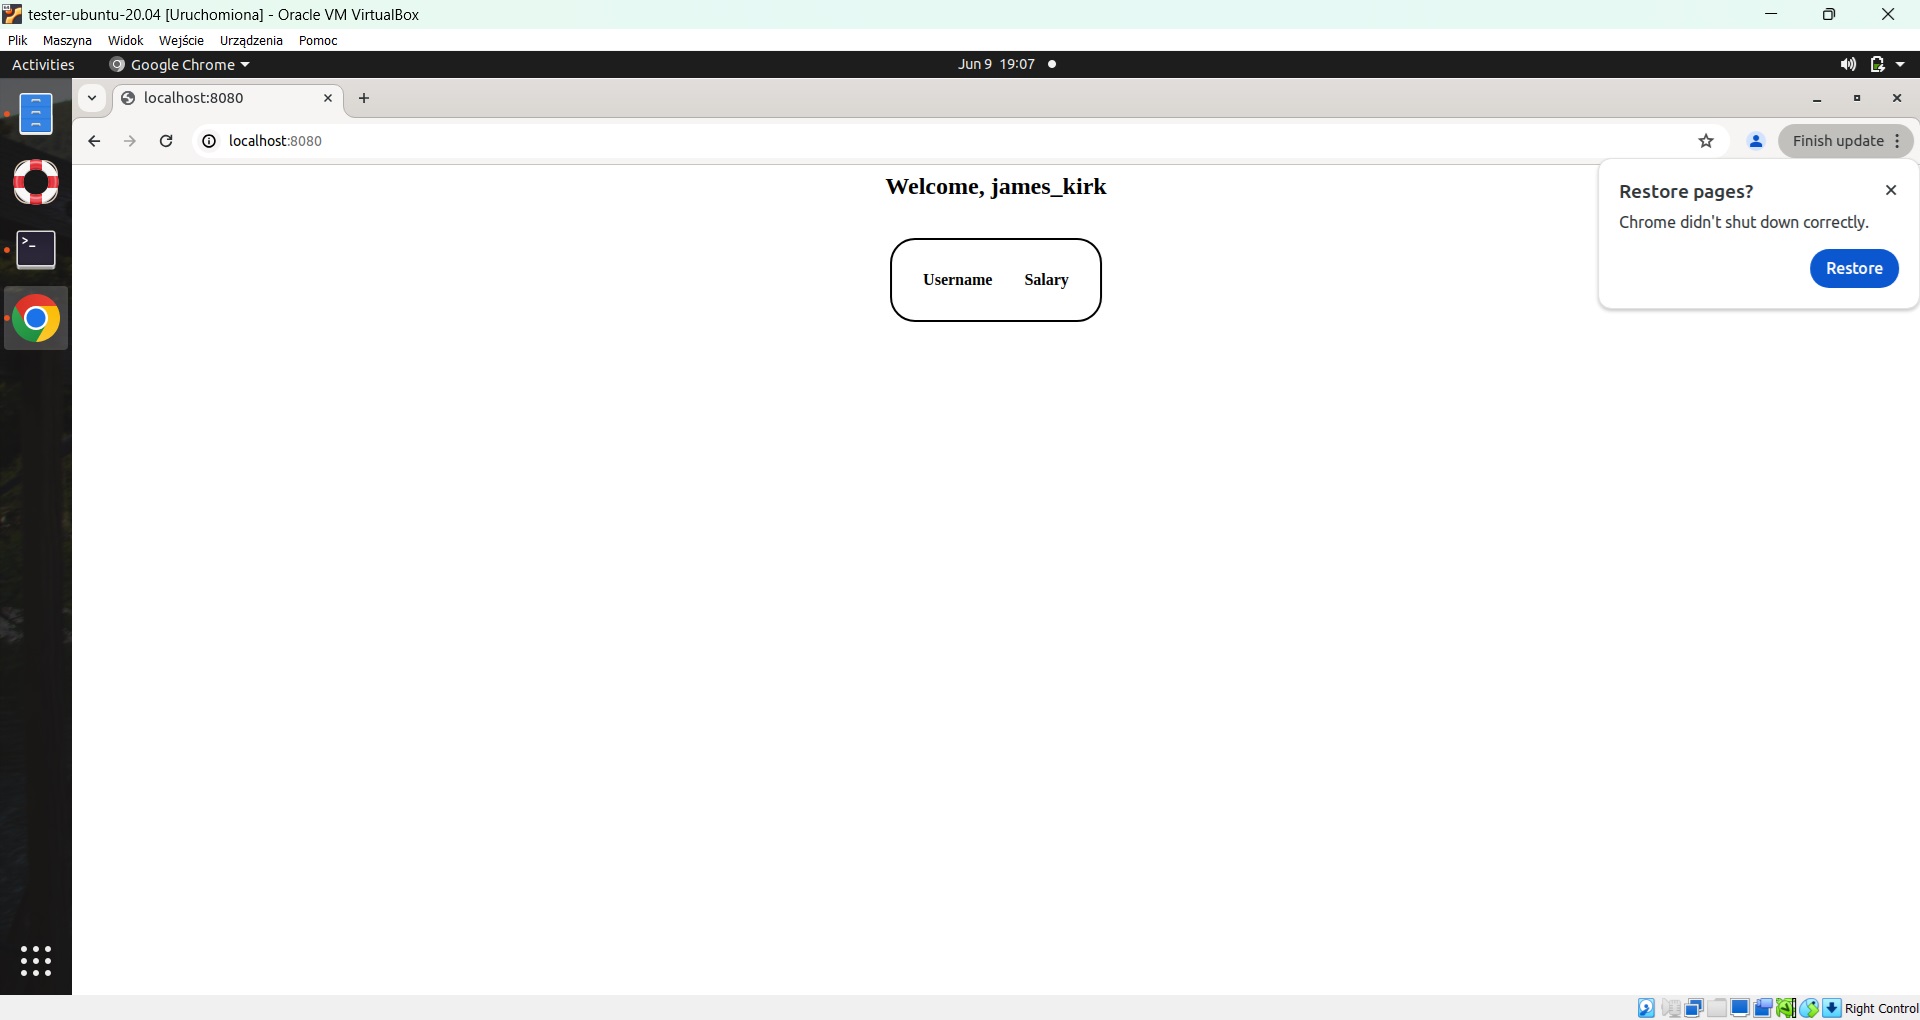 tester-ubuntu-20.04 [Uruchomiona] - Oracle VM VirtualBox
Plik Maszyna Widok Wejście Urządzenia Pomoc
Activities Google Chrome Jun 9 19:07
localhost:8080
localhost:8080 Finish update
Welcome, james_kirk
Restore pages?
Chrome didn't shut down correctly.
Restore
Username Salary
Right Control